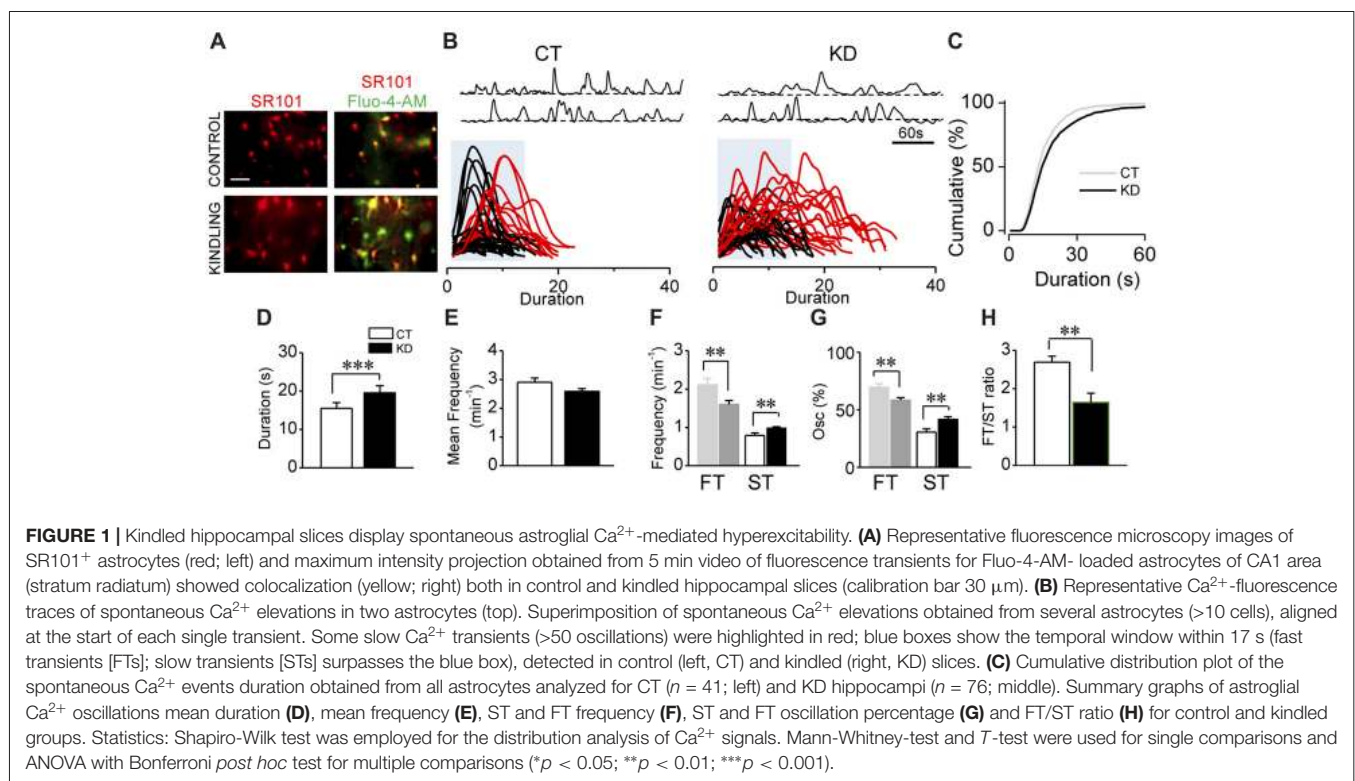 A
B
C
CT
KD
SR101
SR101
Fluo-4-AM
CONTROL
KINDLING
60s
0
20
40
Duration
0
20
40
Duration
Cumulative (%)
100
50
0
CT
KD
0
30
60
Duration (s)
D
E
F
G
H
CT
KD
Duration (s)
30
20
10
0
***
Mean Frequency
(min⁻¹)
4
3
2
1
0
Frequency (min⁻¹)
3
2
1
0
**
**
FT
ST
Osc (%)
100
50
0
**
**
FT
ST
FT/ST ratio
3
2
1
0
**
FIGURE 1 | Kindled hippocampal slices display spontaneous astroglial Ca²⁺-mediated hyperexcitability. (A) Representative fluorescence microscopy images of
SR101⁺ astrocytes (red; left) and maximum intensity projection obtained from 5 min video of fluorescence transients for Fluo-4-AM- loaded astrocytes of CA1 area
(stratum radiatum) showed colocalization (yellow; right) both in control and kindled hippocampal slices (calibration bar 30 μm). (B) Representative Ca²⁺-fluorescence
traces of spontaneous Ca²⁺ elevations in two astrocytes (top). Superimposition of spontaneous Ca²⁺ elevations obtained from several astrocytes (>10 cells), aligned
at the start of each single transient. Some slow Ca²⁺ transients (>50 oscillations) were highlighted in red; blue boxes show the temporal window within 17 s (fast
transients [FTs]; slow transients [STs] surpasses the blue box), detected in control (left, CT) and kindled (right, KD) slices. (C) Cumulative distribution plot of the
spontaneous Ca²⁺ events duration obtained from all astrocytes analyzed for CT (n = 41; left) and KD hippocampi (n = 76; middle). Summary graphs of astroglial
Ca²⁺ oscillations mean duration (D), mean frequency (E), ST and FT frequency (F), ST and FT oscillation percentage (G) and FT/ST ratio (H) for control and kindled
groups. Statistics: Shapiro-Wilk test was employed for the distribution analysis of Ca²⁺ signals. Mann-Whitney-test and T-test were used for single comparisons and
ANOVA with Bonferroni post hoc test for multiple comparisons (*p < 0.05; **p < 0.01; ***p < 0.001).